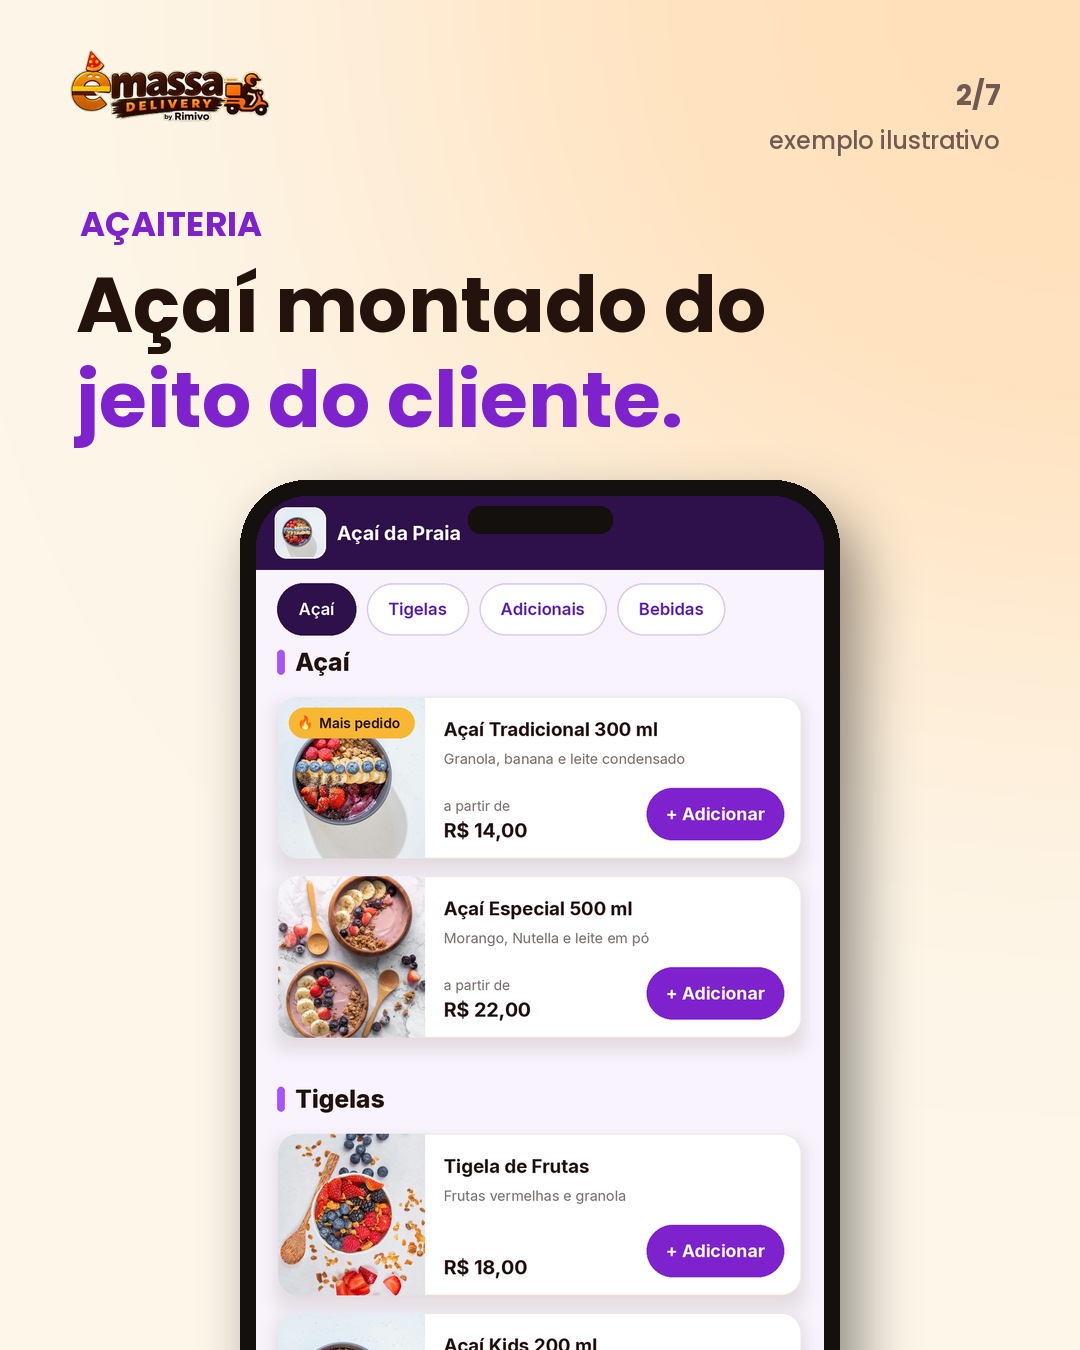 êmassa
DELIVERY
by Rimivo
2/7
exemplo ilustrativo
AÇAITERIA
Açaí montado do
jeito do cliente.
Açaí da Praia
Açaí
Tigelas
Adicionais
Bebidas
Açaí
🔥 Mais pedido
Açaí Tradicional 300 ml
Granola, banana e leite condensado
a partir de
R$ 14,00
+ Adicionar
Açaí Especial 500 ml
Morango, Nutella e leite em pó
a partir de
R$ 22,00
+ Adicionar
Tigelas
Tigela de Frutas
Frutas vermelhas e granola
R$ 18,00
+ Adicionar
Açaí Kids 200 ml